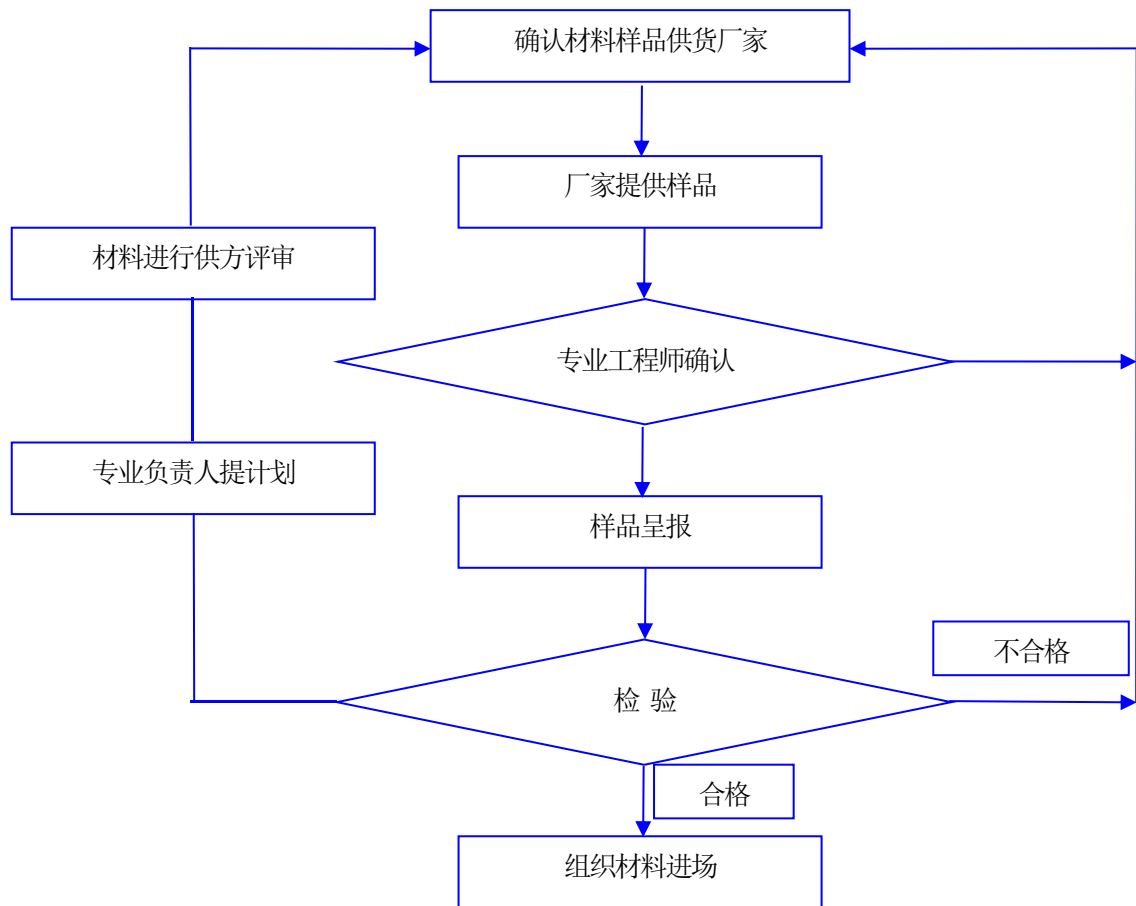 确认材料样品供货厂家
厂家提供样品
材料进行供方评审
专业工程师确认
专业负责人提计划
样品呈报
不合格
检 验
合格
组织材料进场